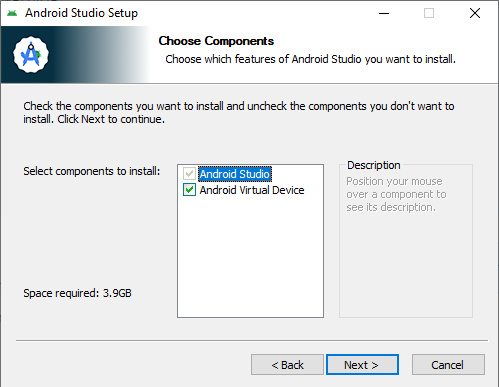 Android Studio Setup
Choose Components
Choose which features of Android Studio you want to install.
Check the components you want to install and uncheck the components you don't want to
install. Click Next to continue.
Select components to install:
Android Studio
Android Virtual Device
Description
Position your mouse
over a component to
see its description.
Space required: 3.9GB
< Back
Next >
Cancel